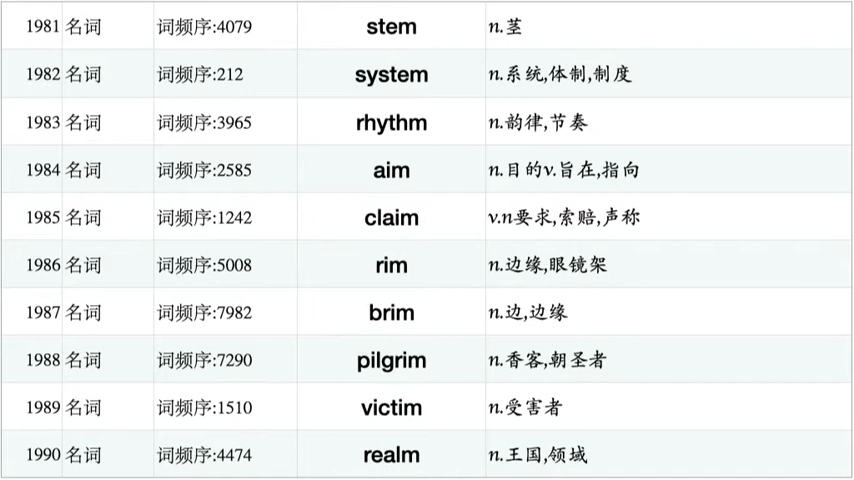 1981 名词 词频序:4079 stem n.茎
1982 名词 词频序:212 system n.系统,体制,制度
1983 名词 词频序:3965 rhythm n.韵律,节奏
1984 名词 词频序:2585 aim n.目的v.旨在,指向
1985 名词 词频序:1242 claim v.n要求,索赔,声称
1986 名词 词频序:5008 rim n.边缘,眼镜架
1987 名词 词频序:7982 brim n.边,边缘
1988 名词 词频序:7290 pilgrim n.香客,朝圣者
1989 名词 词频序:1510 victim n.受害者
1990 名词 词频序:4474 realm n.王国,领域